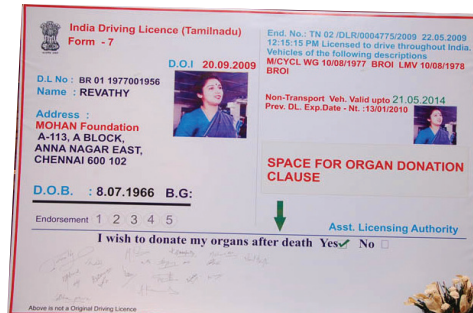 India Driving Licence (Tamilnadu)
Form - 7
D.O.I 20.09.2009
D.L No : BR 01 1977001956
Name : REVATHY
Address :
MOHAN Foundation
A-113, A BLOCK,
ANNA NAGAR EAST,
CHENNAI 600 102
D.O.B. : 8.07.1966 B.G:
Endorsement 1 2 3 4 5
End. No.: TN 02 /DLR/0004775/2009 22.05.2009
12:15:15 PM Licensed to drive throughout India.
Vehicles of the following descriptions
M/CYCL WG 10/08/1977 BROI LMV 10/08/1978
BROI
Non-Transport Veh. Valid upto 21.05.2014
Prev. DL. Exp.Date - Nt. :13/01/2010
SPACE FOR ORGAN DONATION
CLAUSE
Asst. Licensing Authority
I wish to donate my organs after death Yes No
Above is not a Original Driving Licence